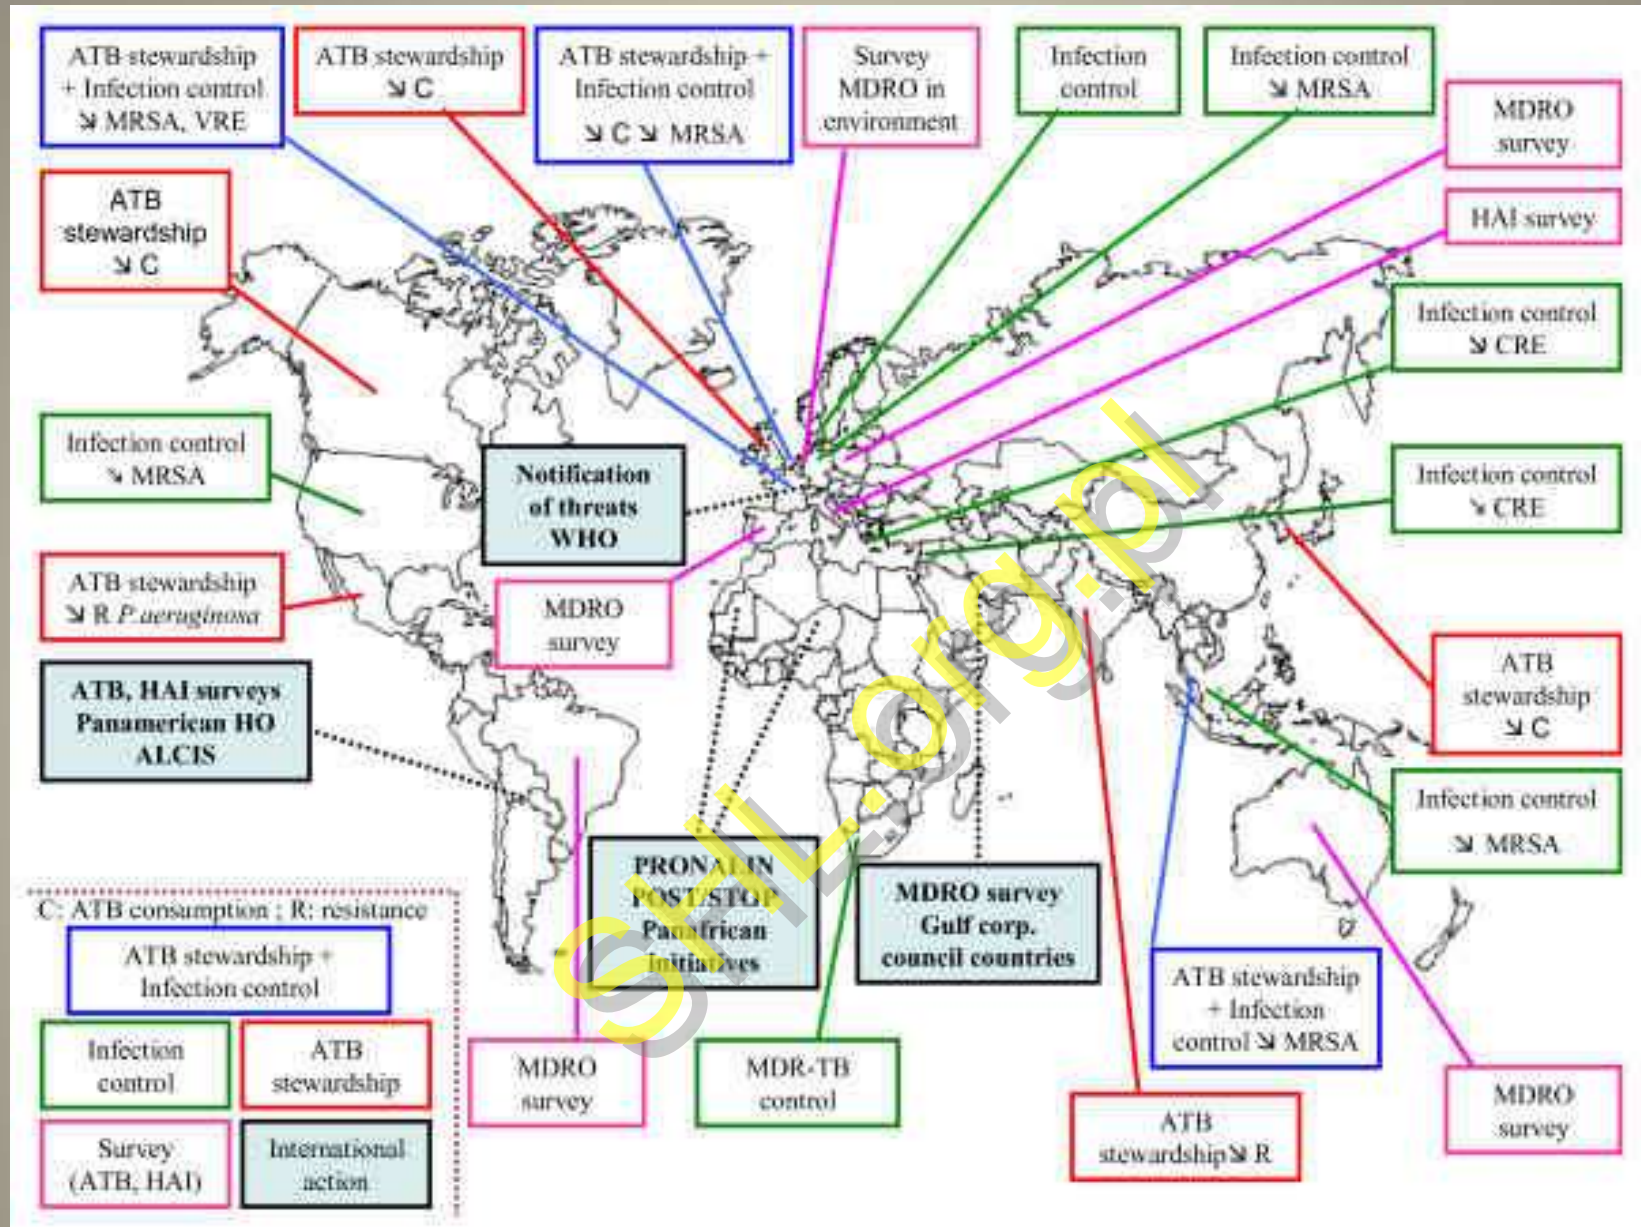 ATB stewardship
+ Infection control
↘ MRSA, VRE
ATB stewardship
↘ C
ATB stewardship +
Infection control
↘ C ↘ MRSA
Survey
MDRO in
environment
Infection
control
Infection control
↘ MRSA
MDRO
survey
HAI survey
ATB
stewardship
↘ C
Infection control
↘ CRE
Infection control
↘ MRSA
Notification
of threats
WHO
Infection control
↘ CRE
ATB stewardship
↘ R P.aeruginosa
MDRO
survey
ATB
stewardship
↘ C
ATB, HAI surveys
Panamerican HO
ALCIS
Infection control
↘ MRSA
PRONALIN
POST/STOP
Panafrican
initiatives
MDRO survey
Gulf corp.
council countries
ATB stewardship
+ Infection
control ↘ MRSA
MDRO
survey
MDR-TB
control
ATB
stewardship ↘ R
MDRO
survey
C: ATB consumption ; R: resistance
ATB stewardship +
Infection control
Infection
control
ATB
stewardship
Survey
(ATB, HAI)
International
action
SHL.org.pl